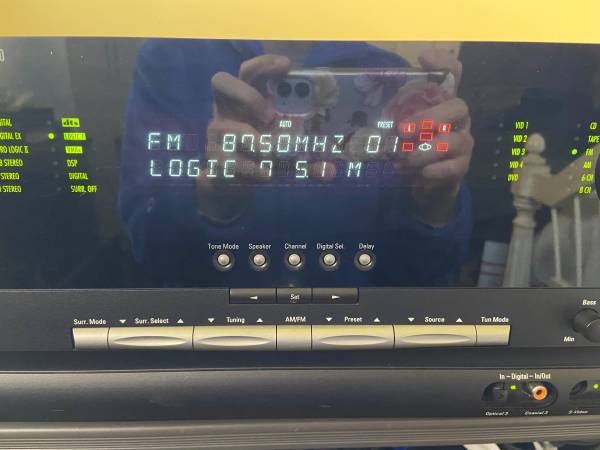 AUTO PRESET
FM 87.50MHZ 01
LOGIC 7 5.1 M
dts
LOGIC 7
DSP
DIGITAL
SURR. OFF
DIGITAL EX
PRO LOGIC II
STEREO
STEREO
VID 1
VID 2
VID 3
VID 4
DVD
CD
TAPE
FM
AM
6 CH
8 CH
Tone Mode Speaker Channel Digital Sel. Delay
Set
Surr. Mode Surr. Select Tuning AM/FM Preset Source Tun Mode
Bass
Min
In – Digital – In/Out
Optical 3 Coaxial 3 S-Video